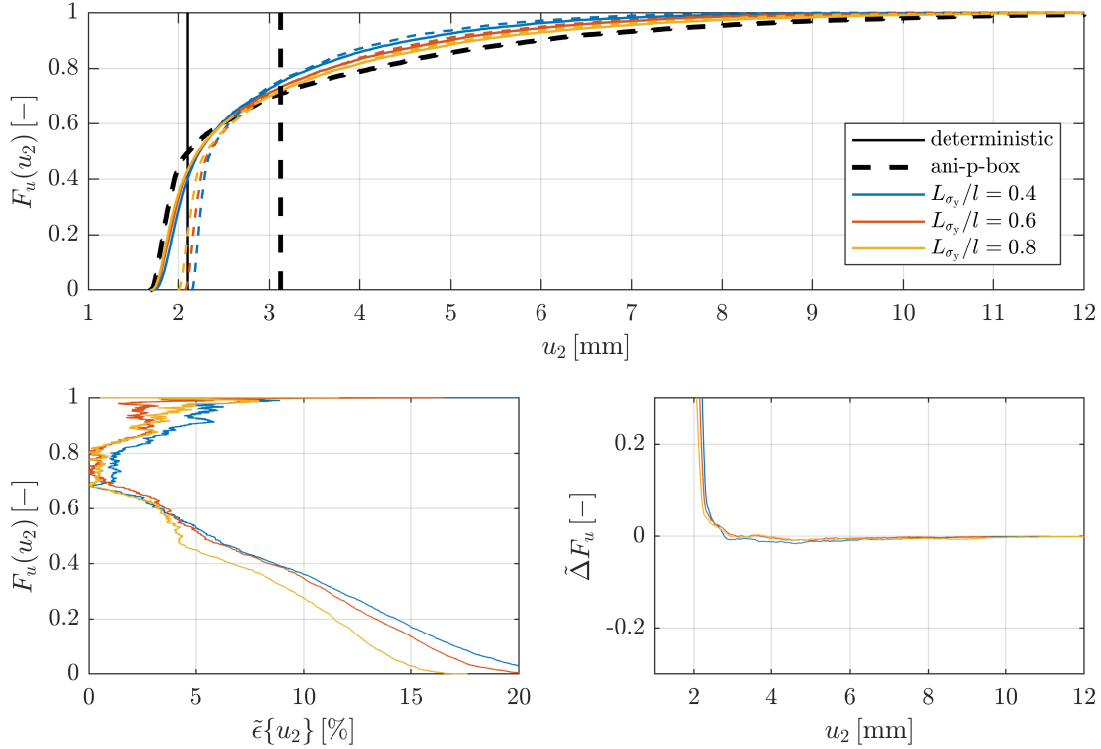 1
0.8
0.6
0.4
0.2
0
F_u(u_2) [−]
deterministic
ani-p-box
L_{σ_y}/l = 0.4
L_{σ_y}/l = 0.6
L_{σ_y}/l = 0.8
1 2 3 4 5 6 7 8 9 10 11 12
u_2 [mm]
1
0.8
0.6
0.4
0.2
0
F_u(u_2) [−]
0 5 10 15 20
ϵ̃{u_2} [%]
0.2
0
-0.2
Δ̃F_u [−]
2 4 6 8 10 12
u_2 [mm]